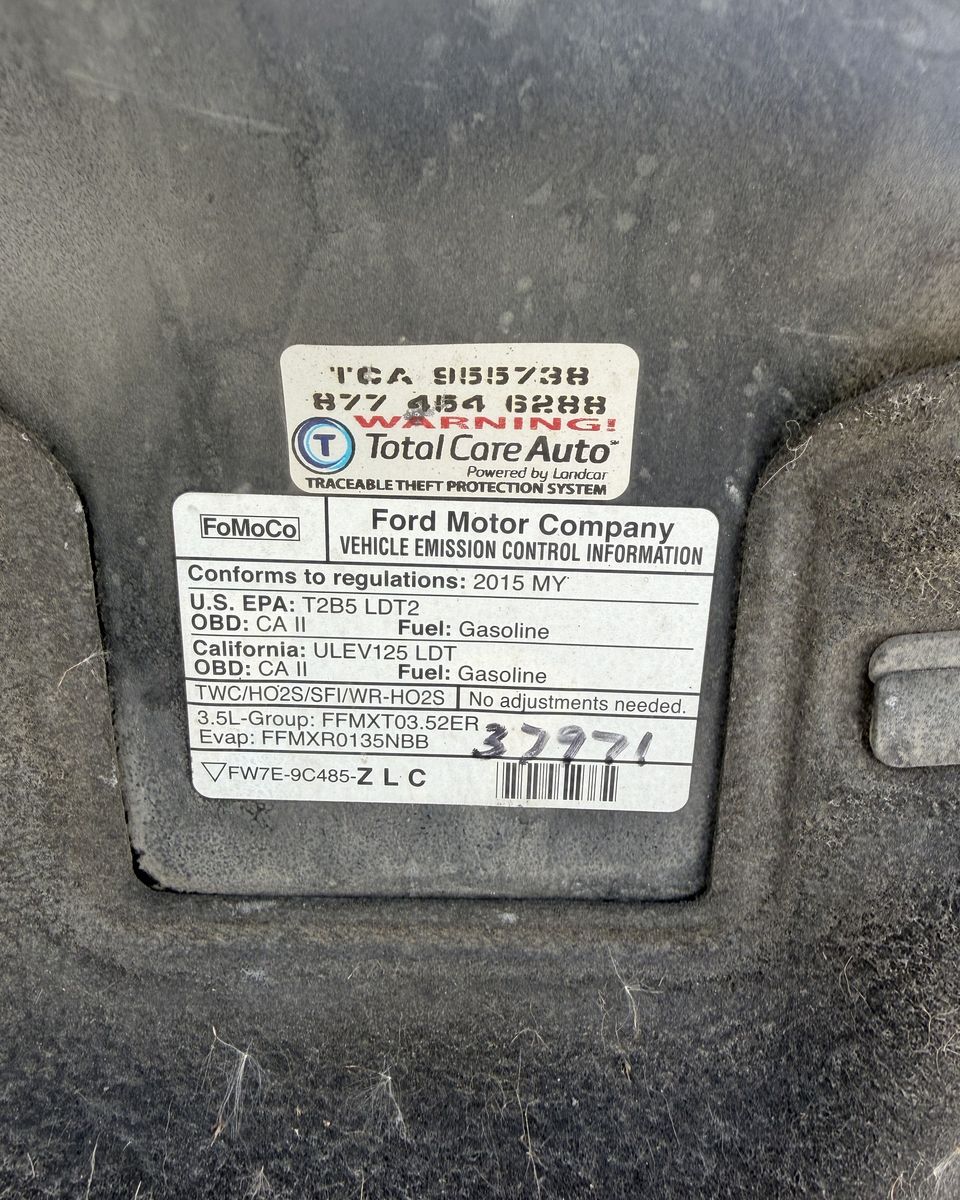 TCA 955738
877 454 6288
WARNING!
T Total Care Auto℠
Powered by Landcar
TRACEABLE THEFT PROTECTION SYSTEM
FoMoCo
Ford Motor Company
VEHICLE EMISSION CONTROL INFORMATION
Conforms to regulations: 2015 MY
U.S. EPA: T2B5 LDT2
OBD: CA II Fuel: Gasoline
California: ULEV125 LDT
OBD: CA II Fuel: Gasoline
TWC/HO2S/SFI/WR-HO2S No adjustments needed.
3.5L-Group: FFMXT03.52ER
Evap: FFMXR0135NBB 37971
▽FW7E-9C485-Z L C